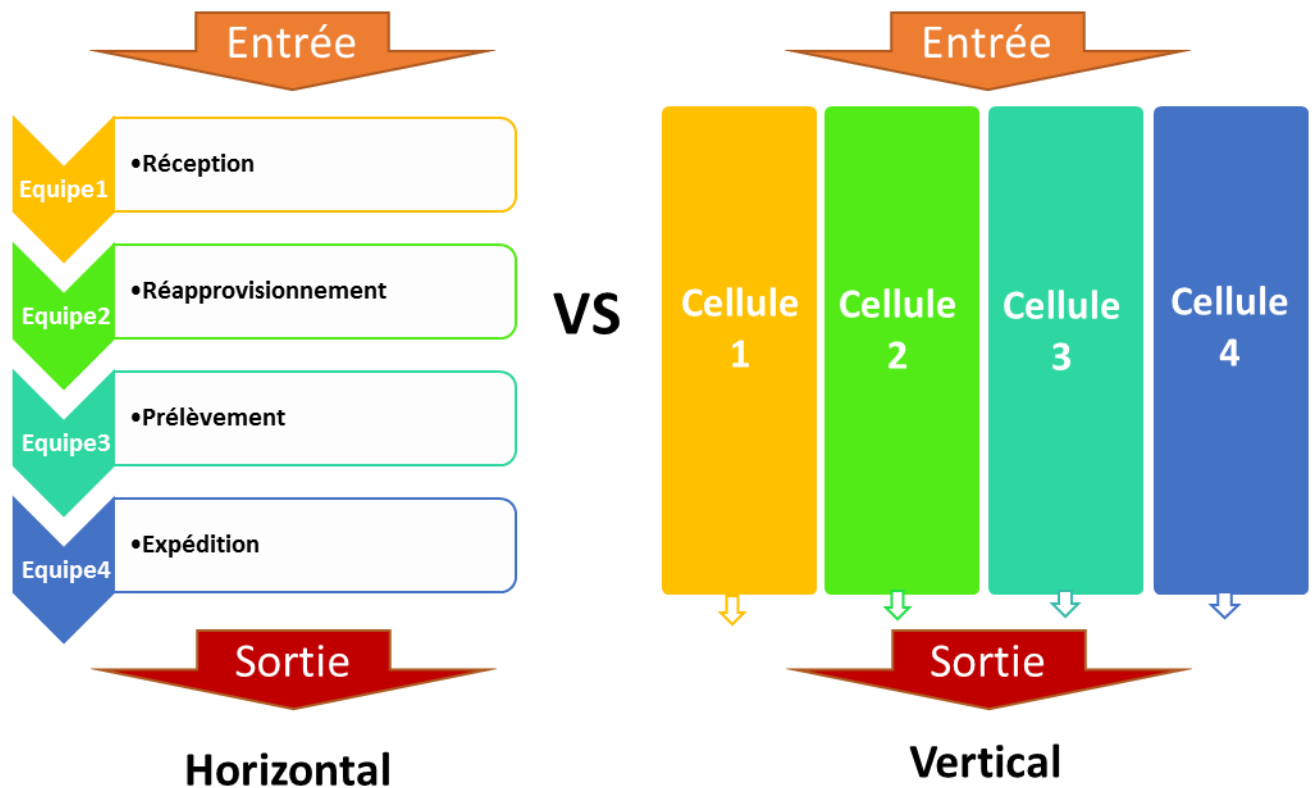 Entrée
Equipe1
•Réception
Equipe2
•Réapprovisionnement
Equipe3
•Prélèvement
Equipe4
•Expédition
Sortie
Horizontal
VS
Entrée
Cellule
1
Cellule
2
Cellule
3
Cellule
4
Sortie
Vertical